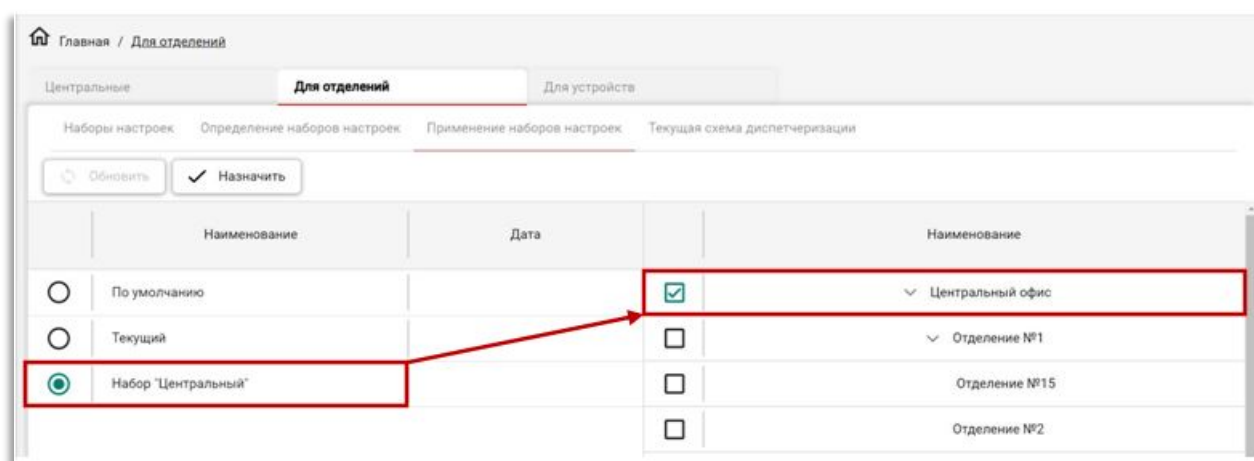 Главная / Для отделений
Центральные Для отделений Для устройств
Наборы настроек Определение наборов настроек Применение наборов настроек Текущая схема диспетчеризации
Обновить Назначить
Наименование Дата Наименование
По умолчанию Центральный офис
Текущий Отделение №1
Набор "Центральный" Отделение №15
Отделение №2